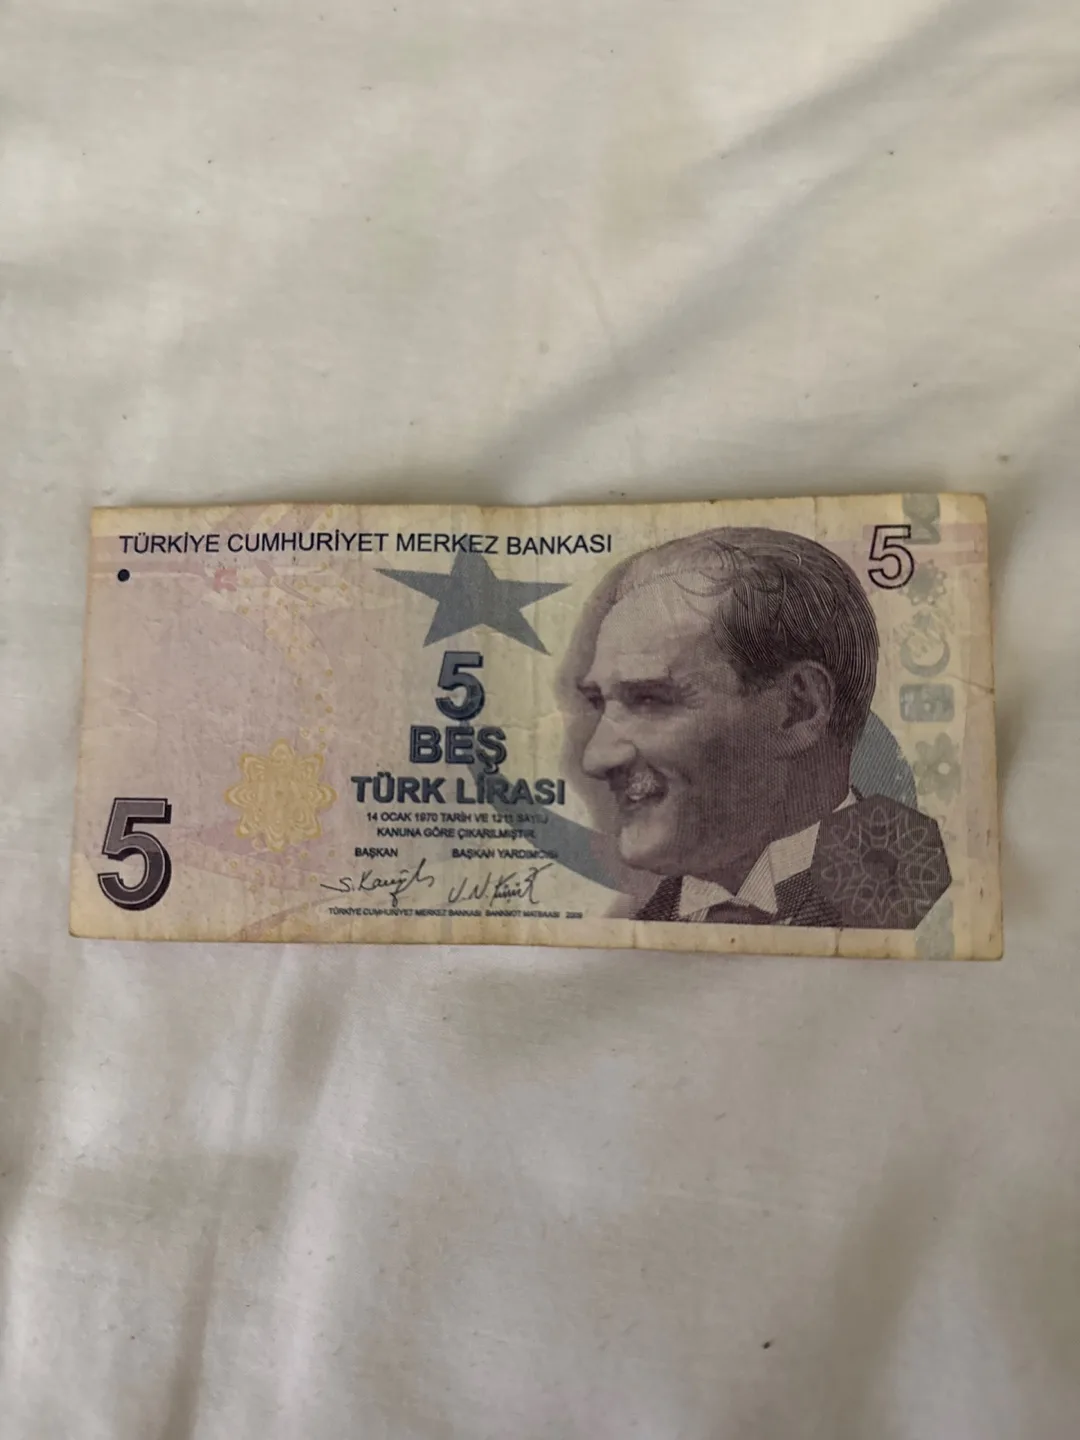 TÜRKİYE CUMHURİYET MERKEZ BANKASI
5
5
BEŞ
TÜRK LİRASI
14 OCAK 1970 TARİH VE 1211 SAYILI
KANUNA GÖRE ÇIKARILMIŞTIR.
BAŞKAN BAŞKAN YARDIMCISI
5
TÜRKİYE CUMHURİYET MERKEZ BANKASI BANKNOT MATBAASI 2009